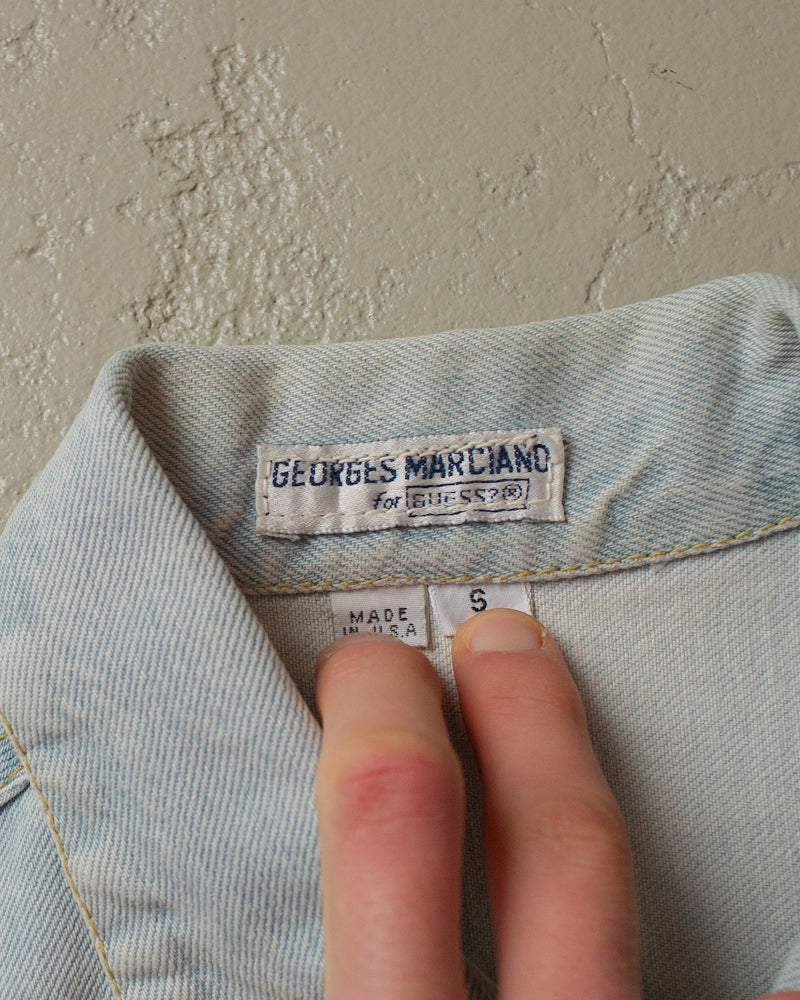 GEORGES MARCIANO
for GUESS?®
MADE
IN U.S.A
S